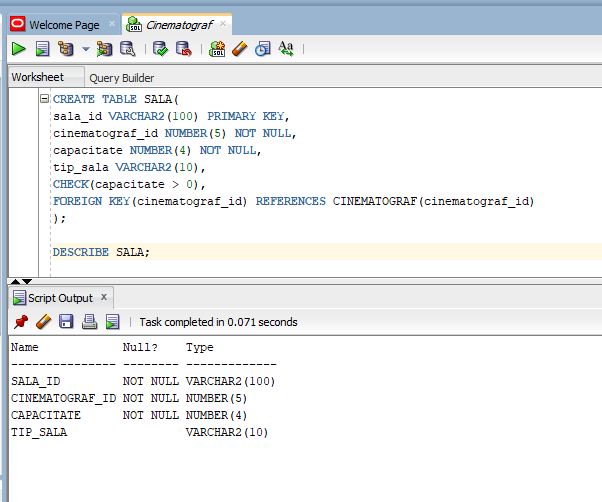 Welcome Page Cinematograf
Worksheet Query Builder
CREATE TABLE SALA(
sala_id VARCHAR2(100) PRIMARY KEY,
cinematograf_id NUMBER(5) NOT NULL,
capacitate NUMBER(4) NOT NULL,
tip_sala VARCHAR2(10),
CHECK(capacitate > 0),
FOREIGN KEY(cinematograf_id) REFERENCES CINEMATOGRAF(cinematograf_id)
);
DESCRIBE SALA;
Script Output x
Task completed in 0.071 seconds
Name            Null?    Type
--------------- -------- -------------
SALA_ID         NOT NULL VARCHAR2(100)
CINEMATOGRAF_ID NOT NULL NUMBER(5)
CAPACITATE      NOT NULL NUMBER(4)
TIP_SALA                 VARCHAR2(10)